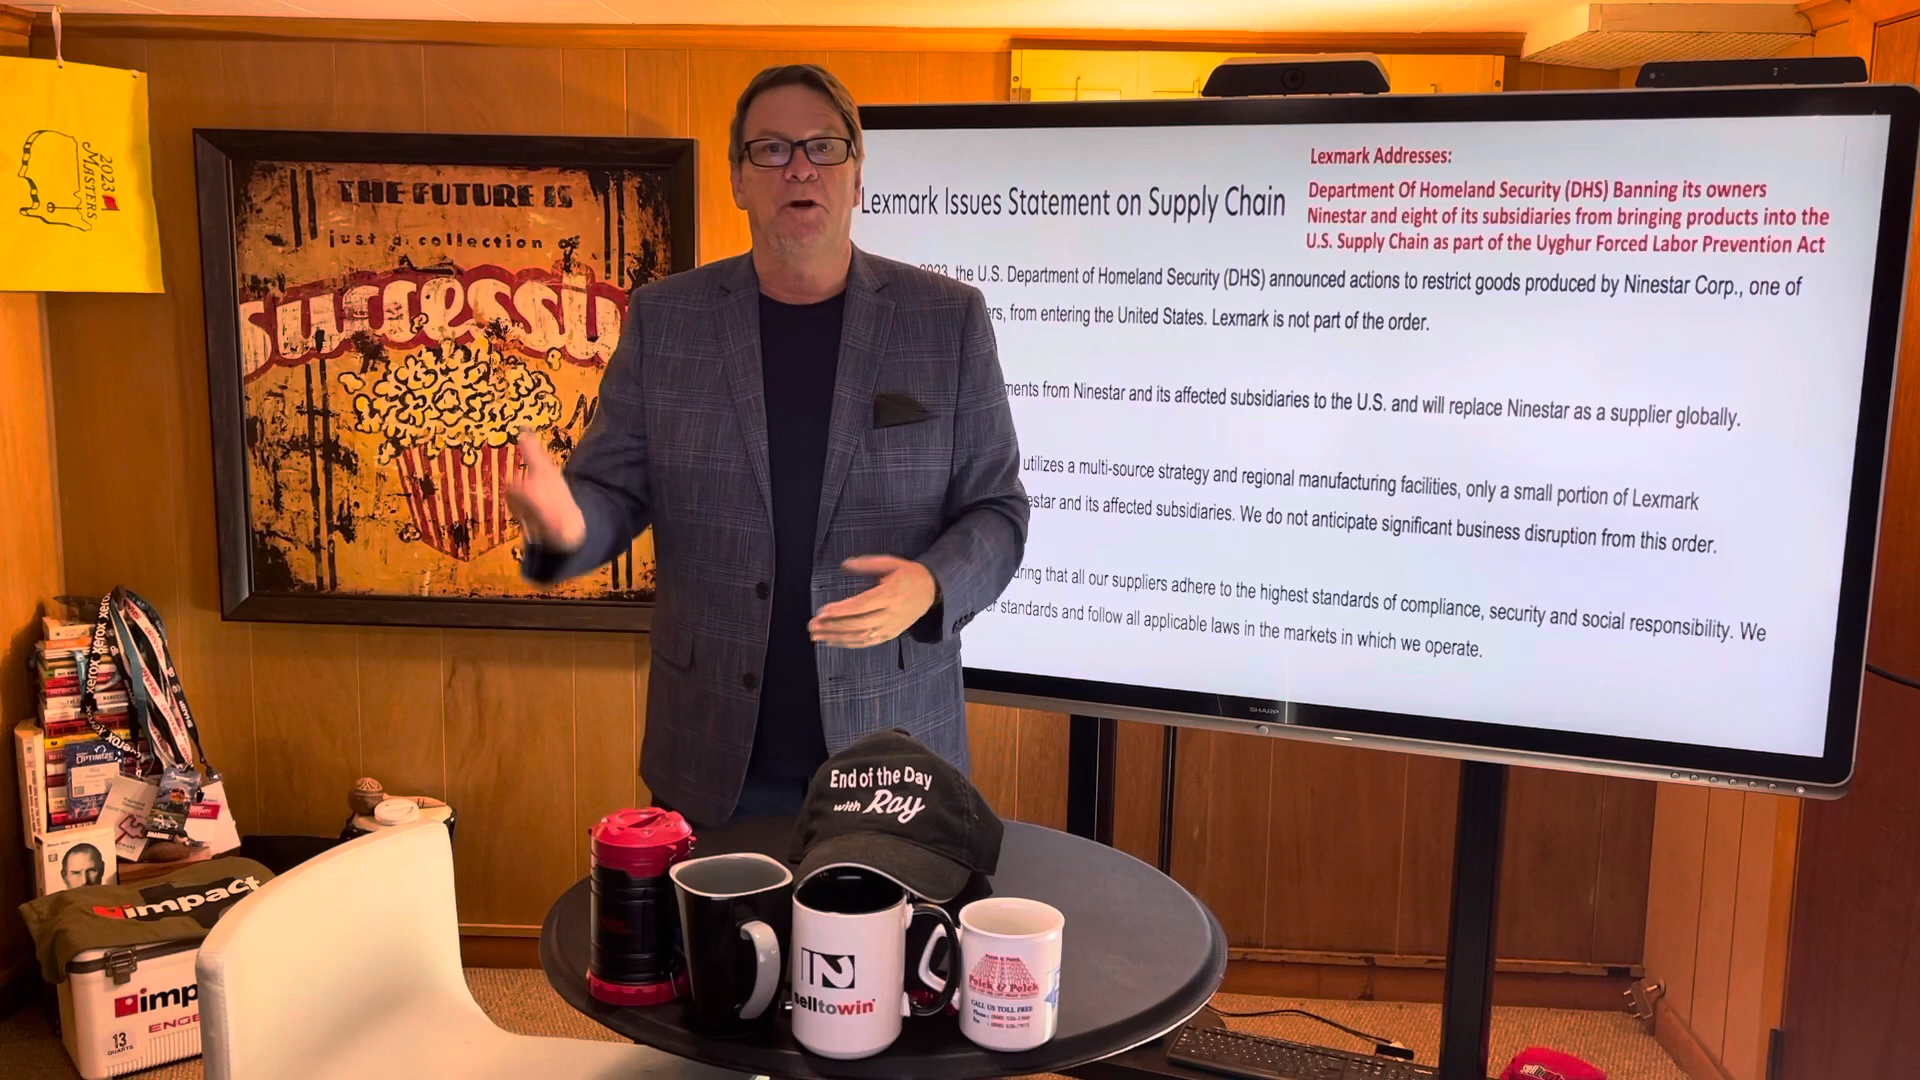 2023
MASTERS
THE FUTURE IS
just a collection of
successive
Lexmark Issues Statement on Supply Chain
Lexmark Addresses:
Department Of Homeland Security (DHS) Banning its owners
Ninestar and eight of its subsidiaries from bringing products into the
U.S. Supply Chain as part of the Uyghur Forced Labor Prevention Act
2023, the U.S. Department of Homeland Security (DHS) announced actions to restrict goods produced by Ninestar Corp., one of
from entering the United States. Lexmark is not part of the order.
from Ninestar and its affected subsidiaries to the U.S. and will replace Ninestar as a supplier globally.
utilizes a multi-source strategy and regional manufacturing facilities, only a small portion of Lexmark
and its affected subsidiaries. We do not anticipate significant business disruption from this order.
that all our suppliers adhere to the highest standards of compliance, security and social responsibility. We
standards and follow all applicable laws in the markets in which we operate.
SHARP
xerox xerox
xerox
OPTIMIZE
impact
imp
ENGE
13
QUARTS
End of the Day
with Ray
selltowin
Polek & Polek
CALL US TOLL FREE